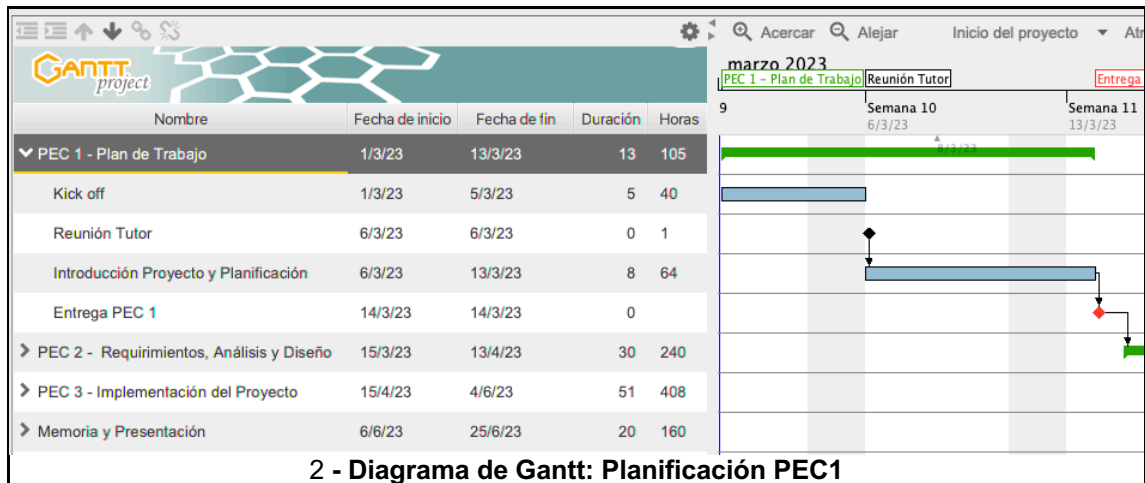 Acercar Alejar Inicio del proyecto Atr
GANTT project
marzo 2023
PEC 1 - Plan de Trabajo Reunión Tutor Entrega
9 Semana 10 Semana 11
6/3/23 13/3/23
Nombre Fecha de inicio Fecha de fin Duración Horas
PEC 1 - Plan de Trabajo 1/3/23 13/3/23 13 105
8/3/23
Kick off 1/3/23 5/3/23 5 40
Reunión Tutor 6/3/23 6/3/23 0 1
Introducción Proyecto y Planificación 6/3/23 13/3/23 8 64
Entrega PEC 1 14/3/23 14/3/23 0
PEC 2 - Requirimientos, Análisis y Diseño 15/3/23 13/4/23 30 240
PEC 3 - Implementación del Proyecto 15/4/23 4/6/23 51 408
Memoria y Presentación 6/6/23 25/6/23 20 160
2 - Diagrama de Gantt: Planificación PEC1